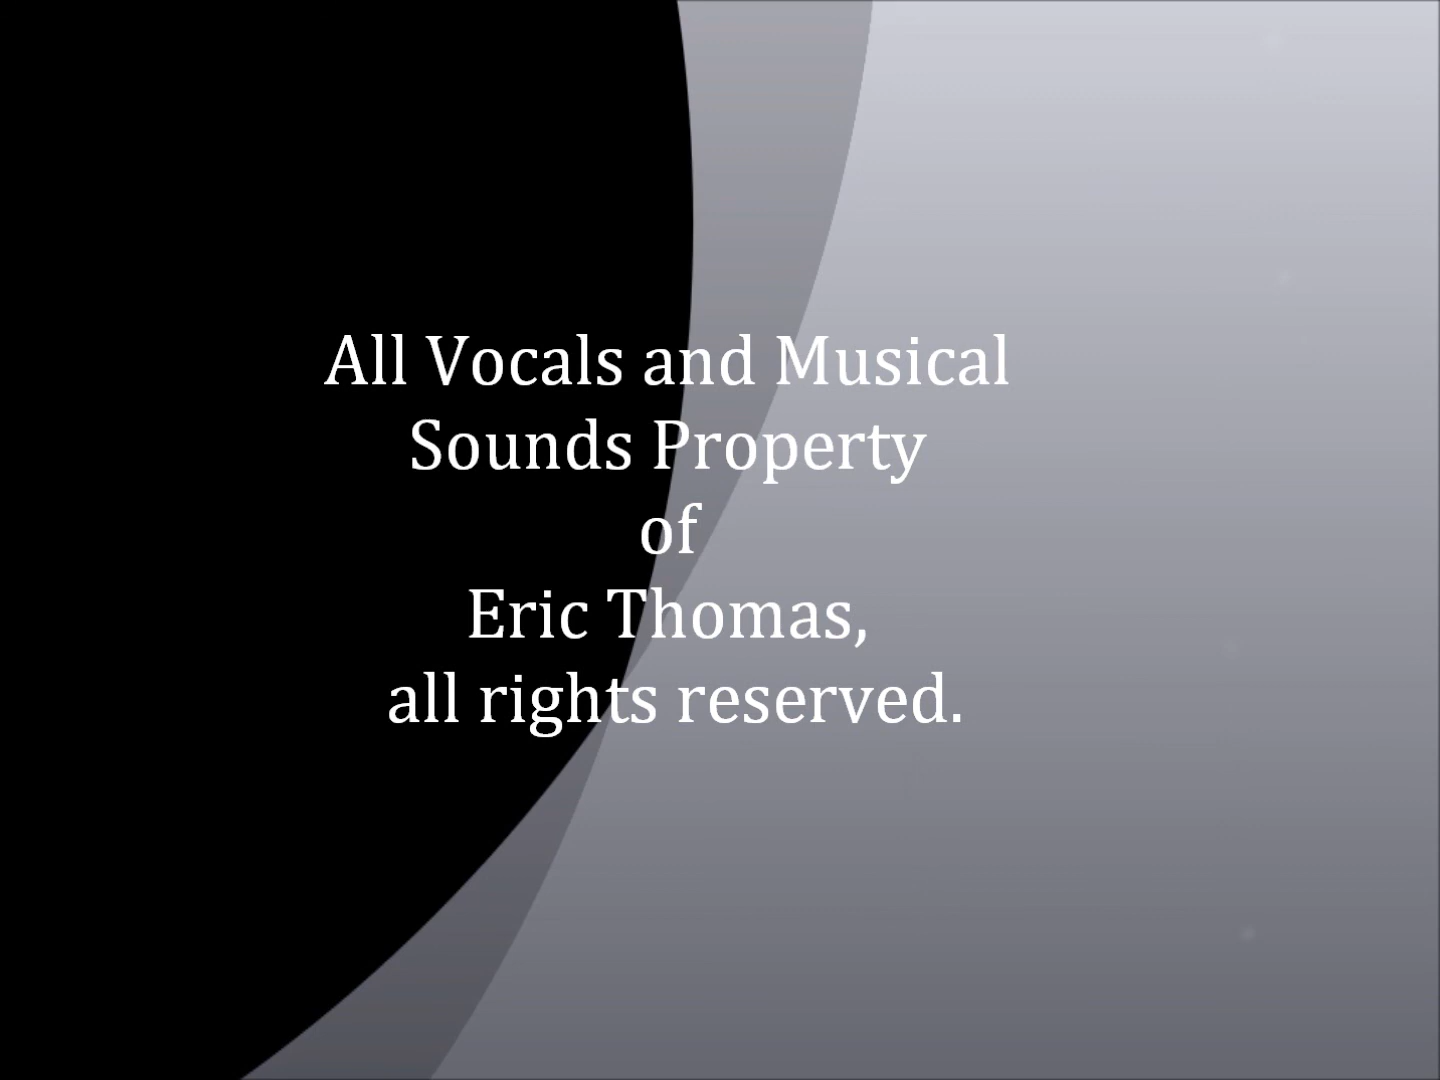 All Vocals and Musical
Sounds Property
of
Eric Thomas,
all rights reserved.